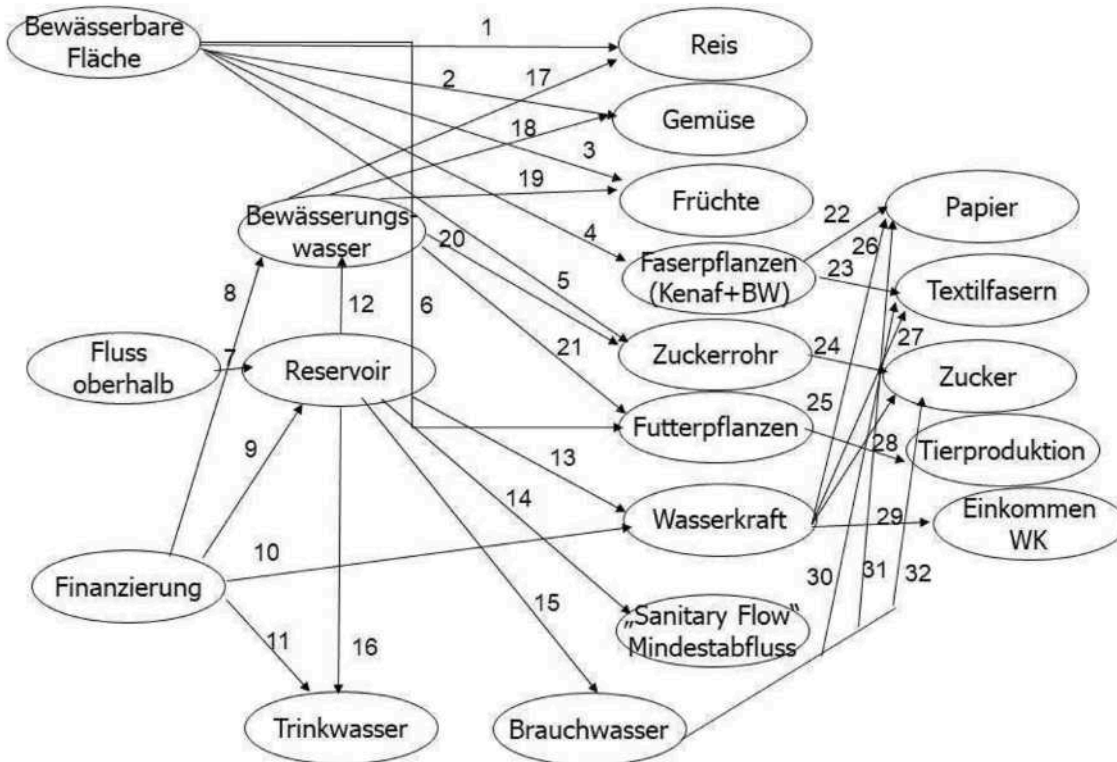 Bewässerbare
Fläche
1
Reis
17
2
Gemüse
18
3
Früchte
19
Bewässerungs-
wasser
20
4
22
Papier
26
Faserpflanzen
(Kenaf+BW)
23
Textilfasern
8
12
5
6
27
Fluss
oberhalb
7
Reservoir
21
Zuckerrohr
24
Zucker
25
9
Futterpflanzen
28
Tierproduktion
13
14
Wasserkraft
29
Einkommen
WK
10
Finanzierung
30
31
32
15
„Sanitary Flow“
Mindestabfluss
11
16
Trinkwasser
Brauchwasser